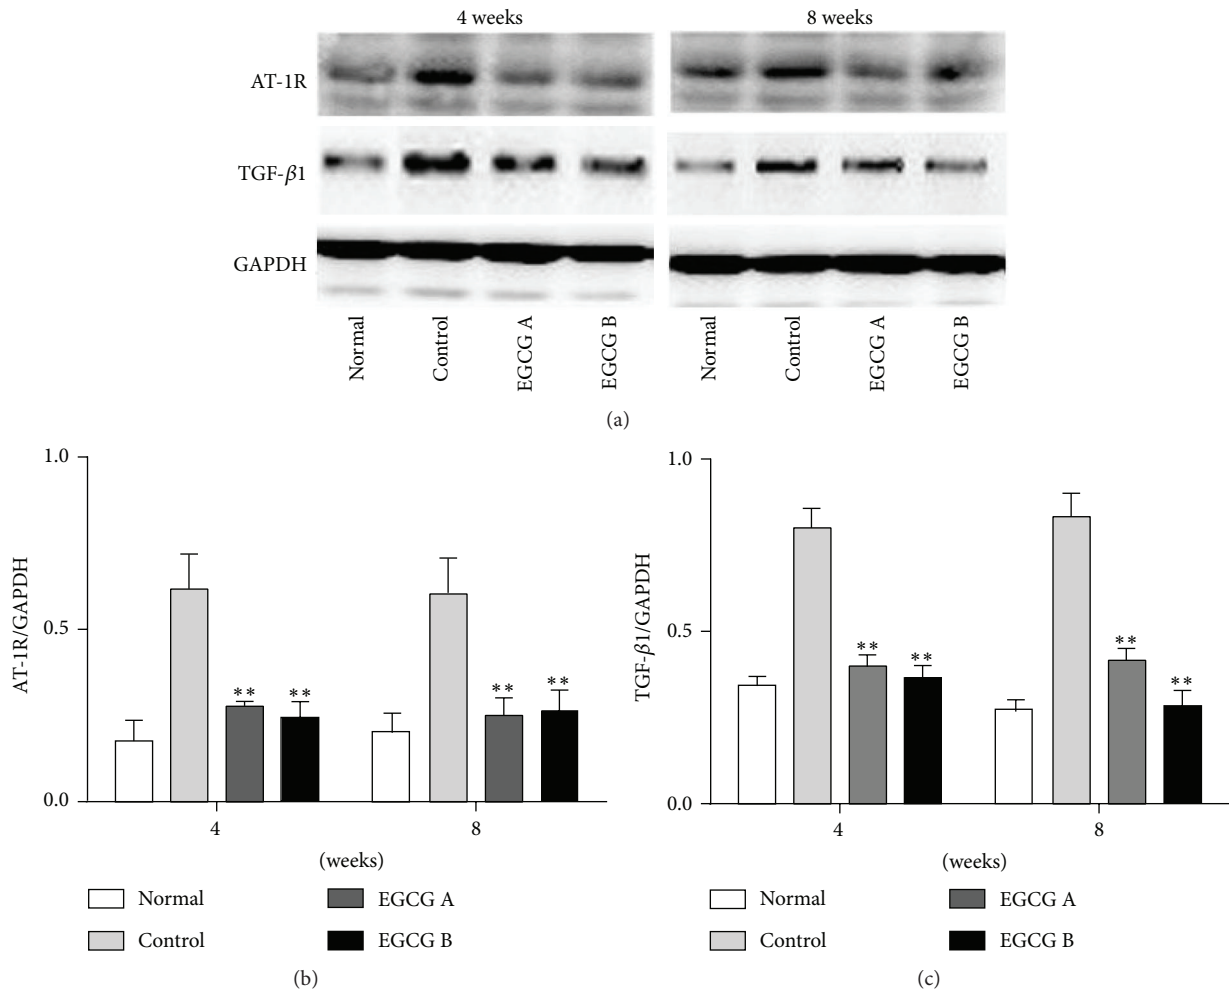 4 weeks 8 weeks
AT-1R
TGF-β1
GAPDH
Normal Control EGCG A EGCG B Normal Control EGCG A EGCG B
(a)
1.0
0.5
0.0
AT-1R/GAPDH
** ** ** **
4 8
(weeks)
Normal EGCG A
Control EGCG B
(b)
1.0
0.5
0.0
TGF-β1/GAPDH
** ** ** **
4 8
(weeks)
Normal EGCG A
Control EGCG B
(c)